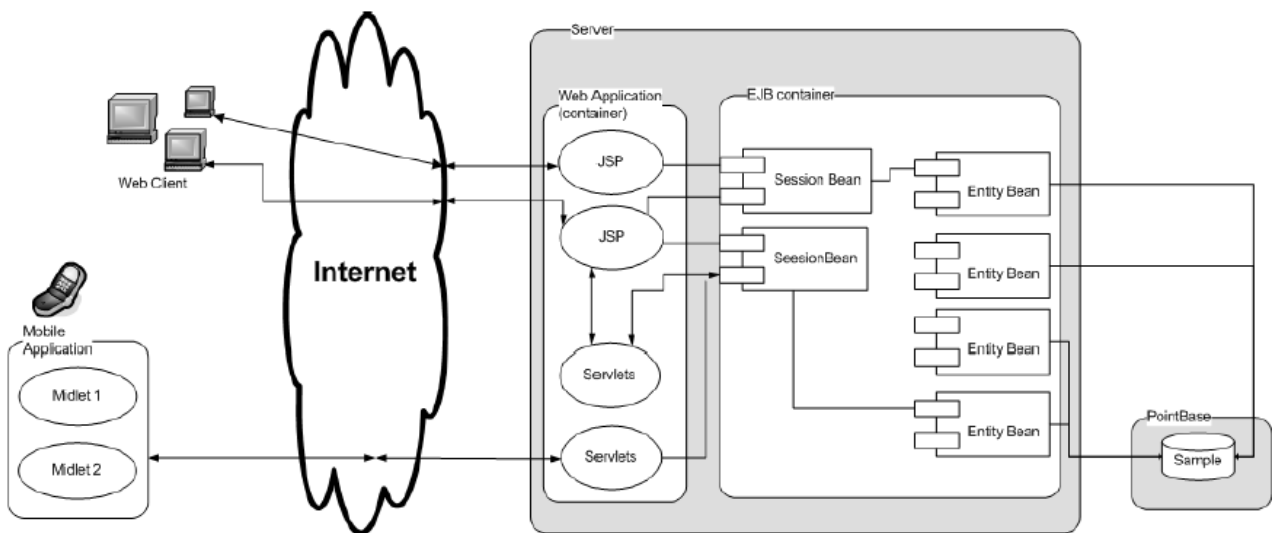 Server
Web Application
(container)
EJB container
JSP
Session Bean
Entity Bean
Web Client
JSP
SeesionBean
Entity Bean
Internet
Mobile
Application
Entity Bean
Servlets
Midlet 1
Entity Bean
PointBase
Servlets
Midlet 2
Sample